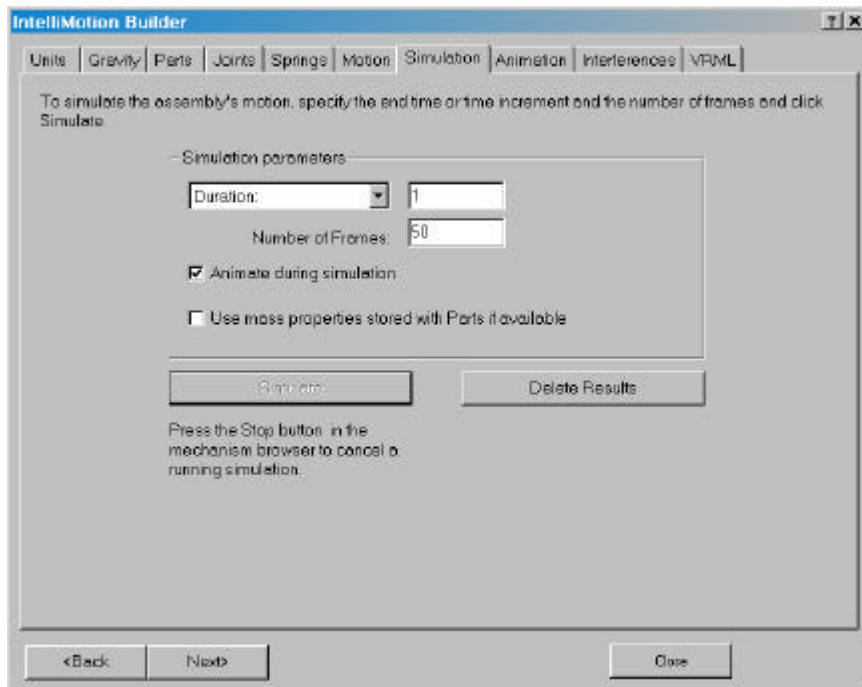 IntelliMotion Builder
? X
Units Gravity Parts Joints Springs Motion Simulation Animation Interferences VRML
To simulate the assembly's motion, specify the end time or time increment and the number of frames and click
Simulate.
Simulation parameters
Duration: 1
Number of Frames: 50
Animate during simulation
Use mass properties stored with Parts if available
Simulate Delete Results
Press the Stop button in the
mechanism browser to cancel a
running simulation.
<Back Next> Close